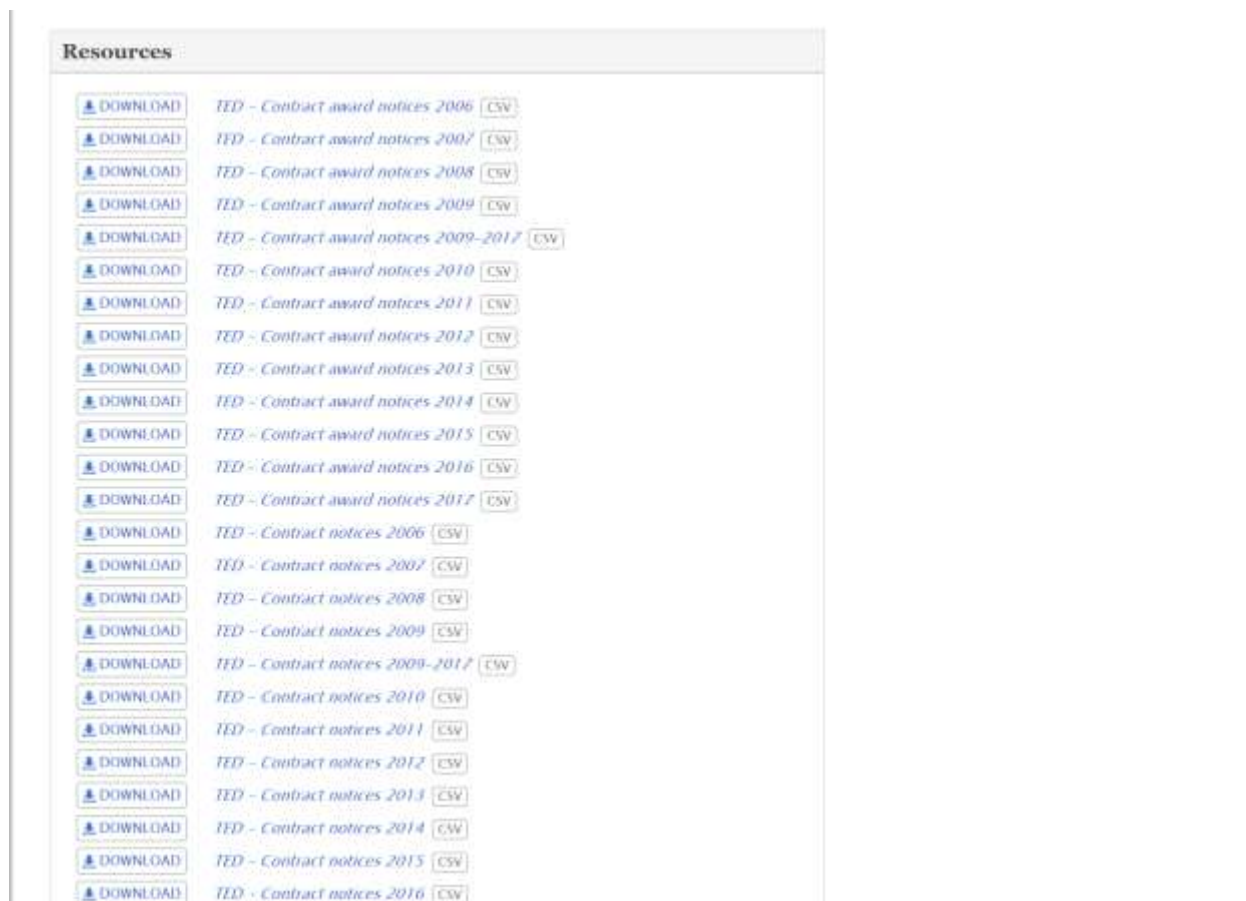 Resources
DOWNLOAD TED – Contract award notices 2006 CSV
DOWNLOAD TED – Contract award notices 2007 CSV
DOWNLOAD TED – Contract award notices 2008 CSV
DOWNLOAD TED – Contract award notices 2009 CSV
DOWNLOAD TED – Contract award notices 2009–2017 CSV
DOWNLOAD TED – Contract award notices 2010 CSV
DOWNLOAD TED – Contract award notices 2011 CSV
DOWNLOAD TED – Contract award notices 2012 CSV
DOWNLOAD TED – Contract award notices 2013 CSV
DOWNLOAD TED – Contract award notices 2014 CSV
DOWNLOAD TED – Contract award notices 2015 CSV
DOWNLOAD TED – Contract award notices 2016 CSV
DOWNLOAD TED – Contract award notices 2017 CSV
DOWNLOAD TED – Contract notices 2006 CSV
DOWNLOAD TED – Contract notices 2007 CSV
DOWNLOAD TED – Contract notices 2008 CSV
DOWNLOAD TED – Contract notices 2009 CSV
DOWNLOAD TED – Contract notices 2009–2017 CSV
DOWNLOAD TED – Contract notices 2010 CSV
DOWNLOAD TED – Contract notices 2011 CSV
DOWNLOAD TED – Contract notices 2012 CSV
DOWNLOAD TED – Contract notices 2013 CSV
DOWNLOAD TED – Contract notices 2014 CSV
DOWNLOAD TED – Contract notices 2015 CSV
DOWNLOAD TED – Contract notices 2016 CSV